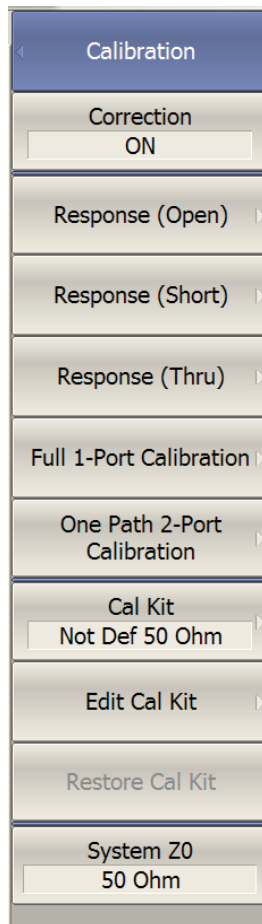 Calibration
Correction
ON
Response (Open)
Response (Short)
Response (Thru)
Full 1-Port Calibration
One Path 2-Port
Calibration
Cal Kit
Not Def 50 Ohm
Edit Cal Kit
Restore Cal Kit
System Z0
50 Ohm